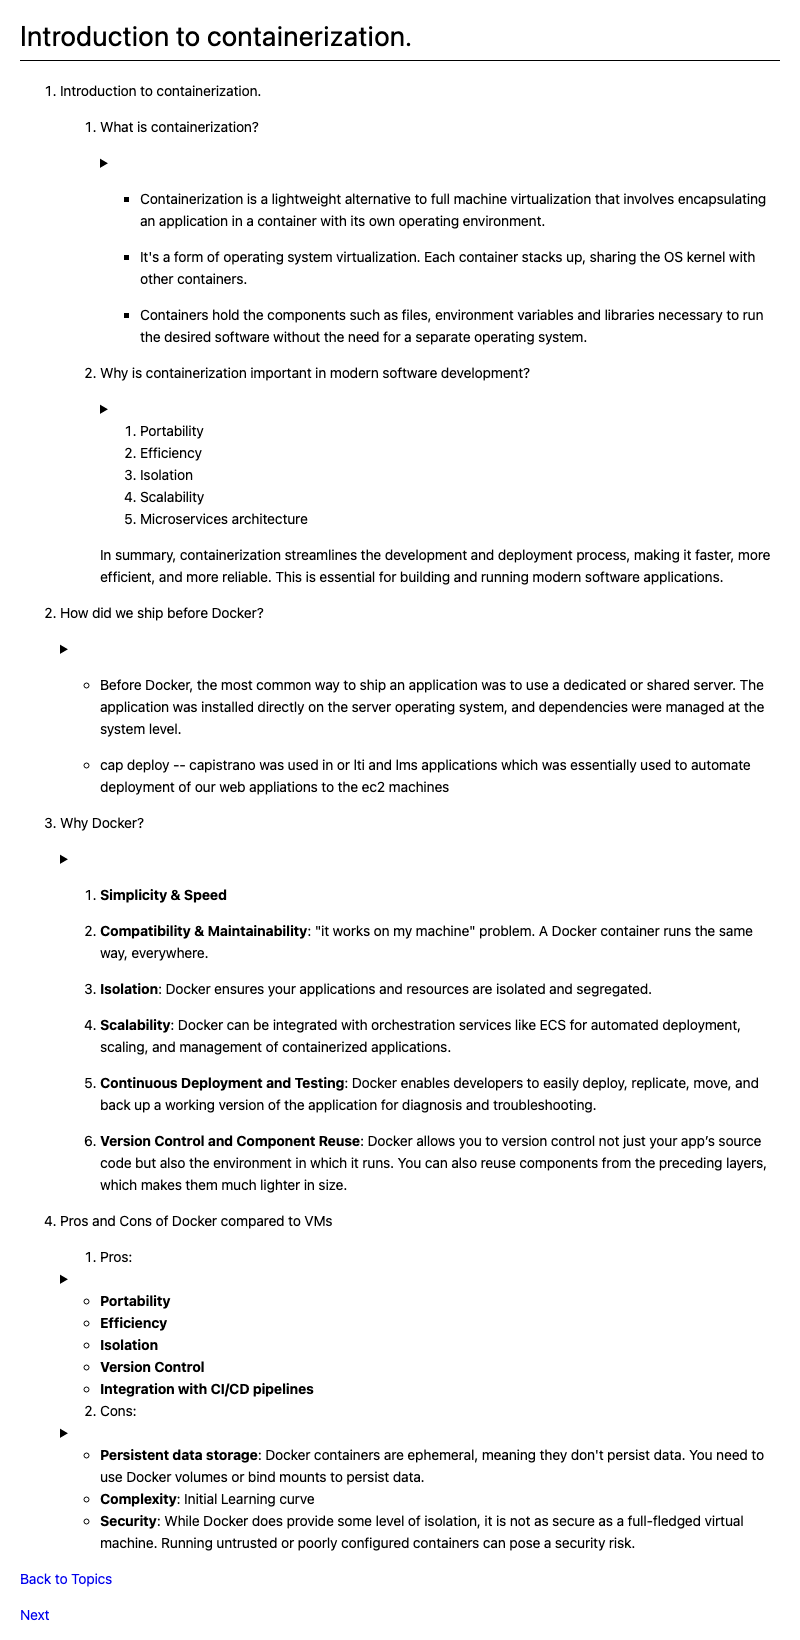 Introduction to containerization.
1. Introduction to containerization.
1. What is containerization?
Containerization is a lightweight alternative to full machine virtualization that involves encapsulating
an application in a container with its own operating environment.
It's a form of operating system virtualization. Each container stacks up, sharing the OS kernel with
other containers.
Containers hold the components such as files, environment variables and libraries necessary to run
the desired software without the need for a separate operating system.
2. Why is containerization important in modern software development?
1. Portability
2. Efficiency
3. Isolation
4. Scalability
5. Microservices architecture
In summary, containerization streamlines the development and deployment process, making it faster, more
efficient, and more reliable. This is essential for building and running modern software applications.
2. How did we ship before Docker?
Before Docker, the most common way to ship an application was to use a dedicated or shared server. The
application was installed directly on the server operating system, and dependencies were managed at the
system level.
cap deploy -- capistrano was used in or lti and lms applications which was essentially used to automate
deployment of our web appliations to the ec2 machines
3. Why Docker?
1. Simplicity & Speed
2. Compatibility & Maintainability: "it works on my machine" problem. A Docker container runs the same
way, everywhere.
3. Isolation: Docker ensures your applications and resources are isolated and segregated.
4. Scalability: Docker can be integrated with orchestration services like ECS for automated deployment,
scaling, and management of containerized applications.
5. Continuous Deployment and Testing: Docker enables developers to easily deploy, replicate, move, and
back up a working version of the application for diagnosis and troubleshooting.
6. Version Control and Component Reuse: Docker allows you to version control not just your app’s source
code but also the environment in which it runs. You can also reuse components from the preceding layers,
which makes them much lighter in size.
4. Pros and Cons of Docker compared to VMs
1. Pros:
Portability
Efficiency
Isolation
Version Control
Integration with CI/CD pipelines
2. Cons:
Persistent data storage: Docker containers are ephemeral, meaning they don't persist data. You need to
use Docker volumes or bind mounts to persist data.
Complexity: Initial Learning curve
Security: While Docker does provide some level of isolation, it is not as secure as a full-fledged virtual
machine. Running untrusted or poorly configured containers can pose a security risk.
Back to Topics
Next